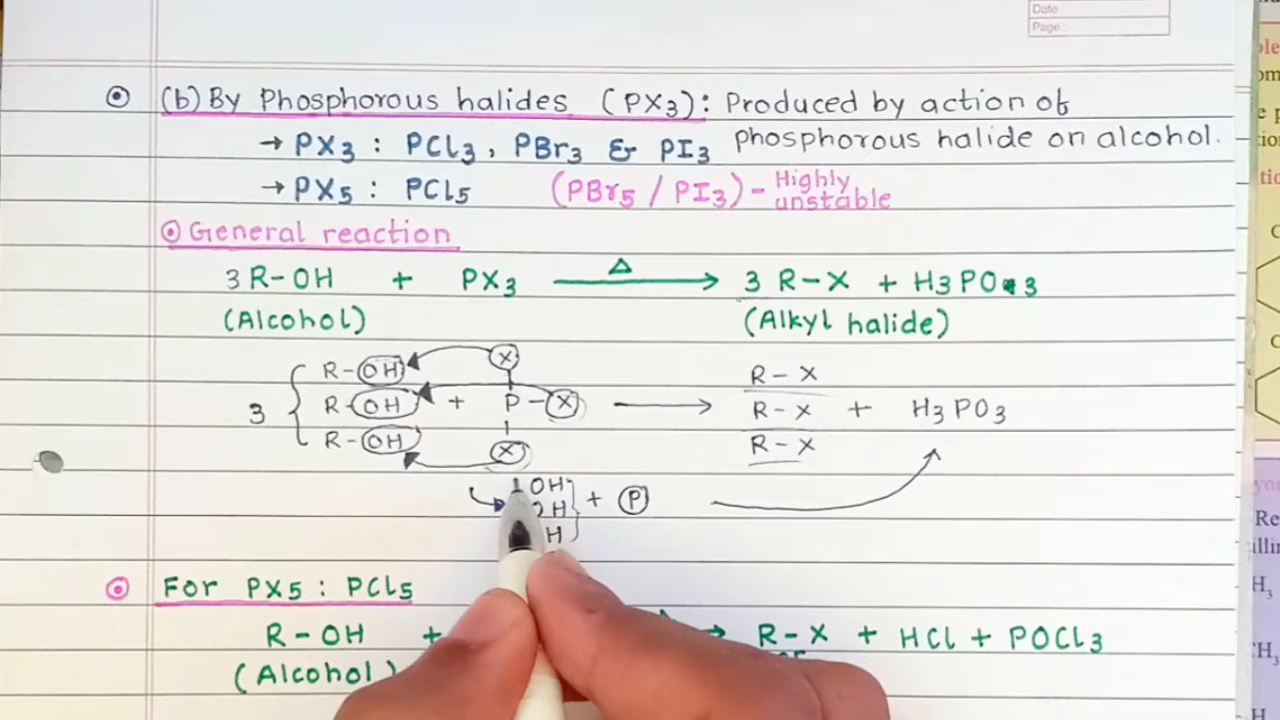 Date
Page
(b) By Phosphorous halides (PX3): Produced by action of
phosphorous halide on alcohol.
→ PX3 : PCl3, PBr3 & PI3
→ PX5 : PCl5 (PBr5 / PI3) - Highly unstable
General reaction
3 R-OH + PX3 Δ→ 3 R-X + H3PO3
(Alcohol) (Alkyl halide)
R-OH X R-X
3 R-OH + P-X → R-X + H3PO3
R-OH X R-X
OH
OH + P
H
For PX5 : PCl5
R-OH + → R-X + HCl + POCl3
(Alcohol)